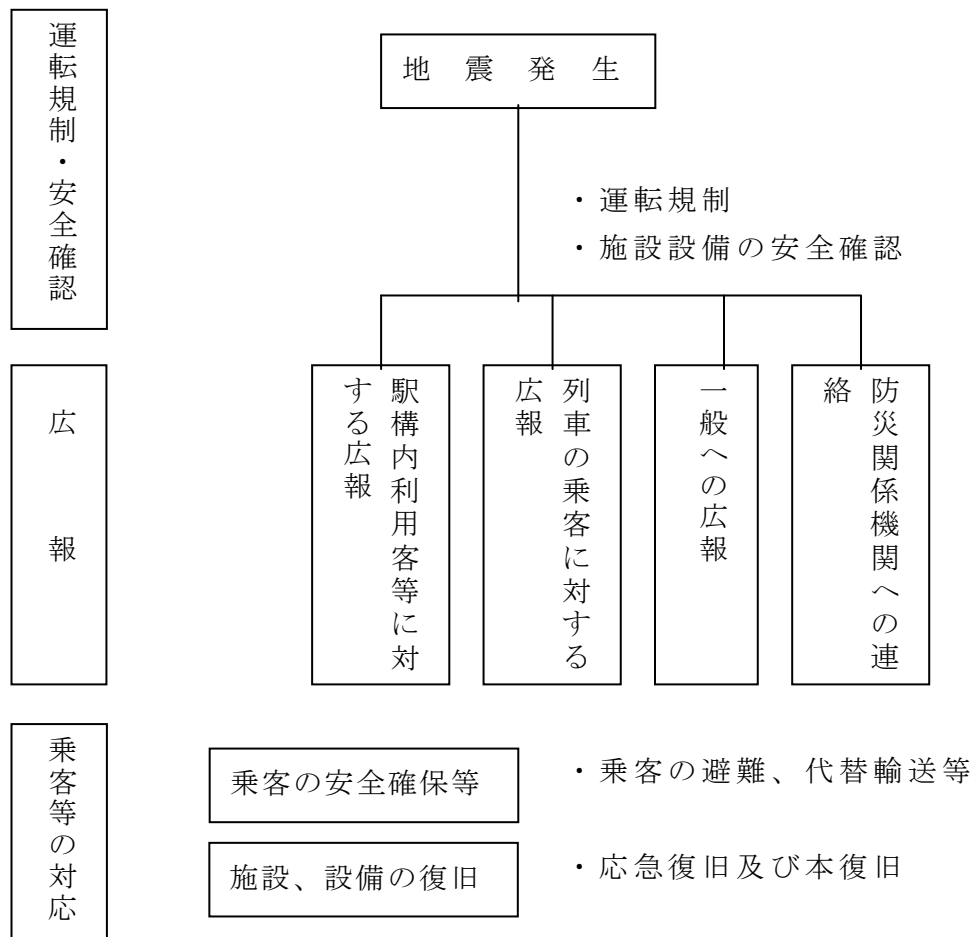 運転規制・安全確認
地震発生
・運転規制
・施設設備の安全確認
広報
駅構内利用客等に対
する広報
列車の乗客に対する
広報
一般への広報
防災関係機関への連
絡
乗客等の対応
乗客の安全確保等
・乗客の避難、代替輸送等
施設、設備の復旧
・応急復旧及び本復旧